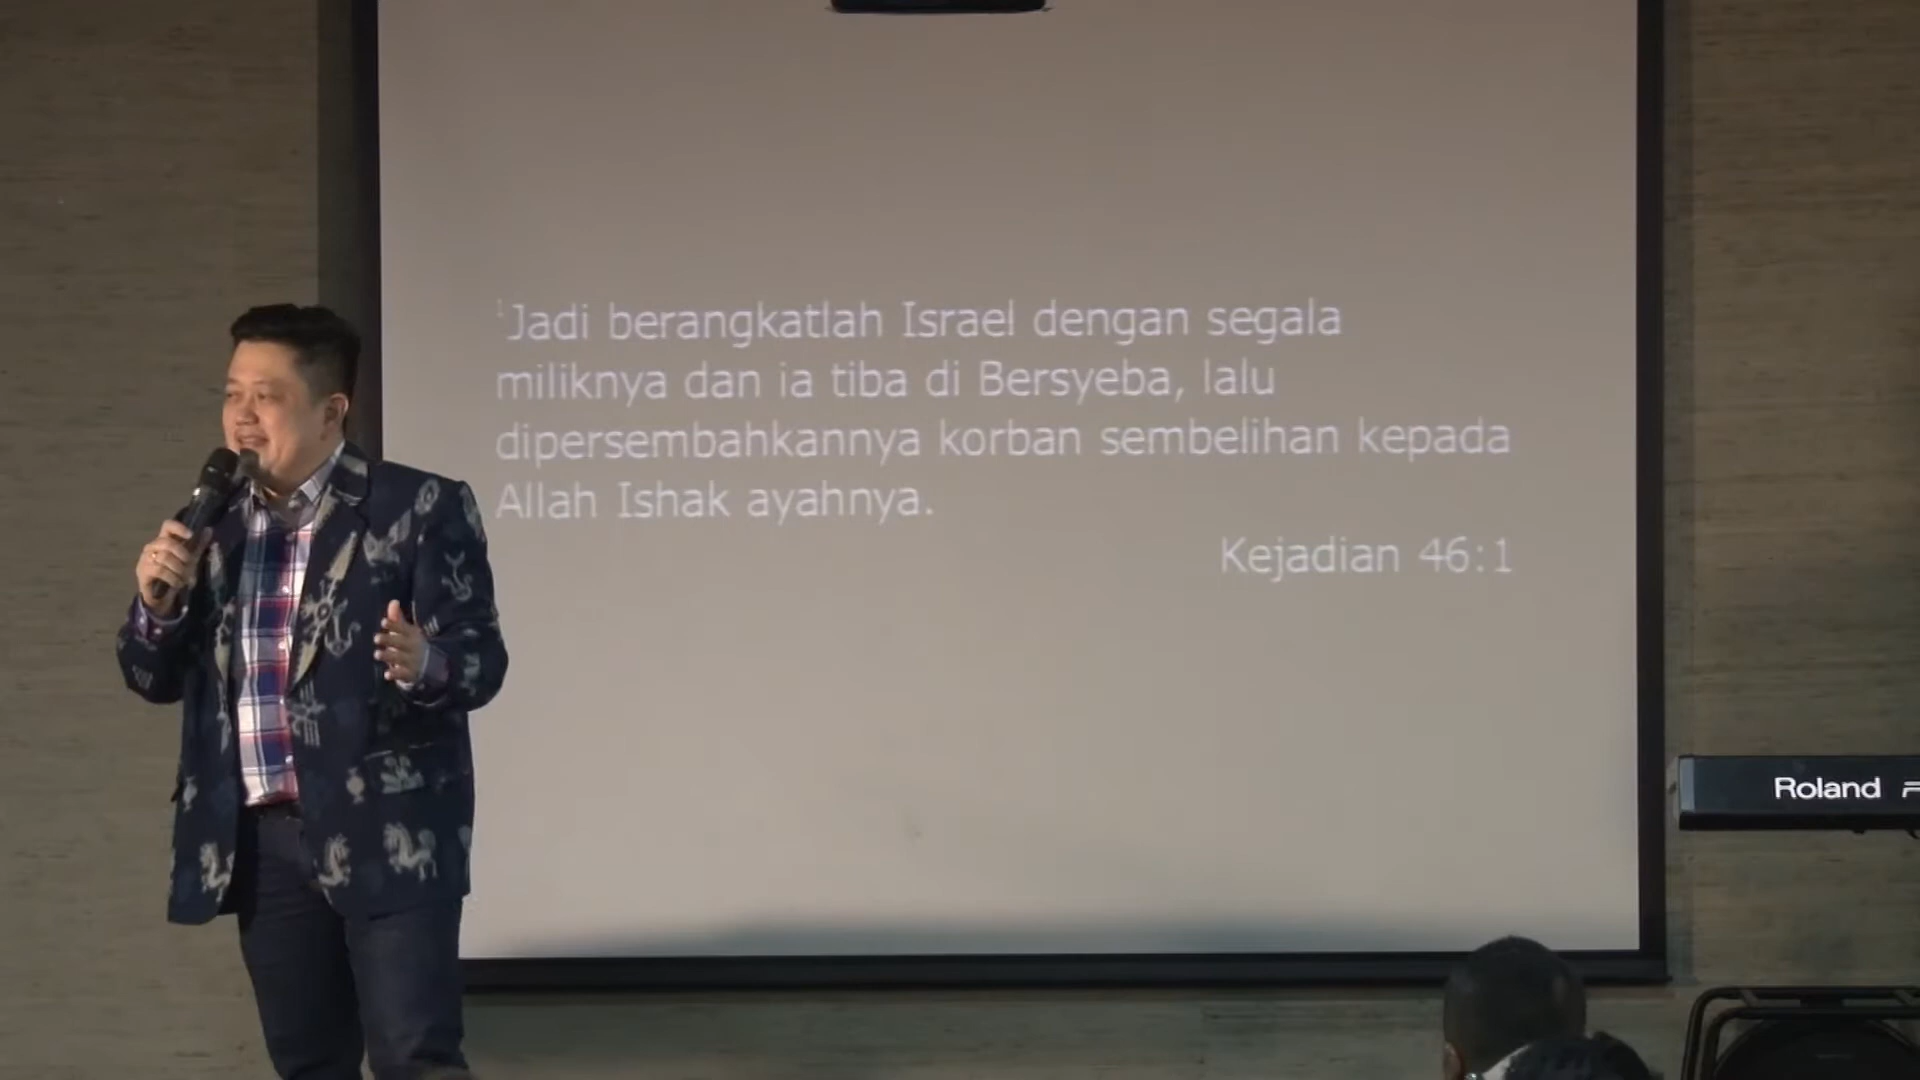 ¹Jadi berangkatlah Israel dengan segala
miliknya dan ia tiba di Bersyeba, lalu
dipersembahkannya korban sembelihan kepada
Allah Ishak ayahnya.
Kejadian 46:1
Roland